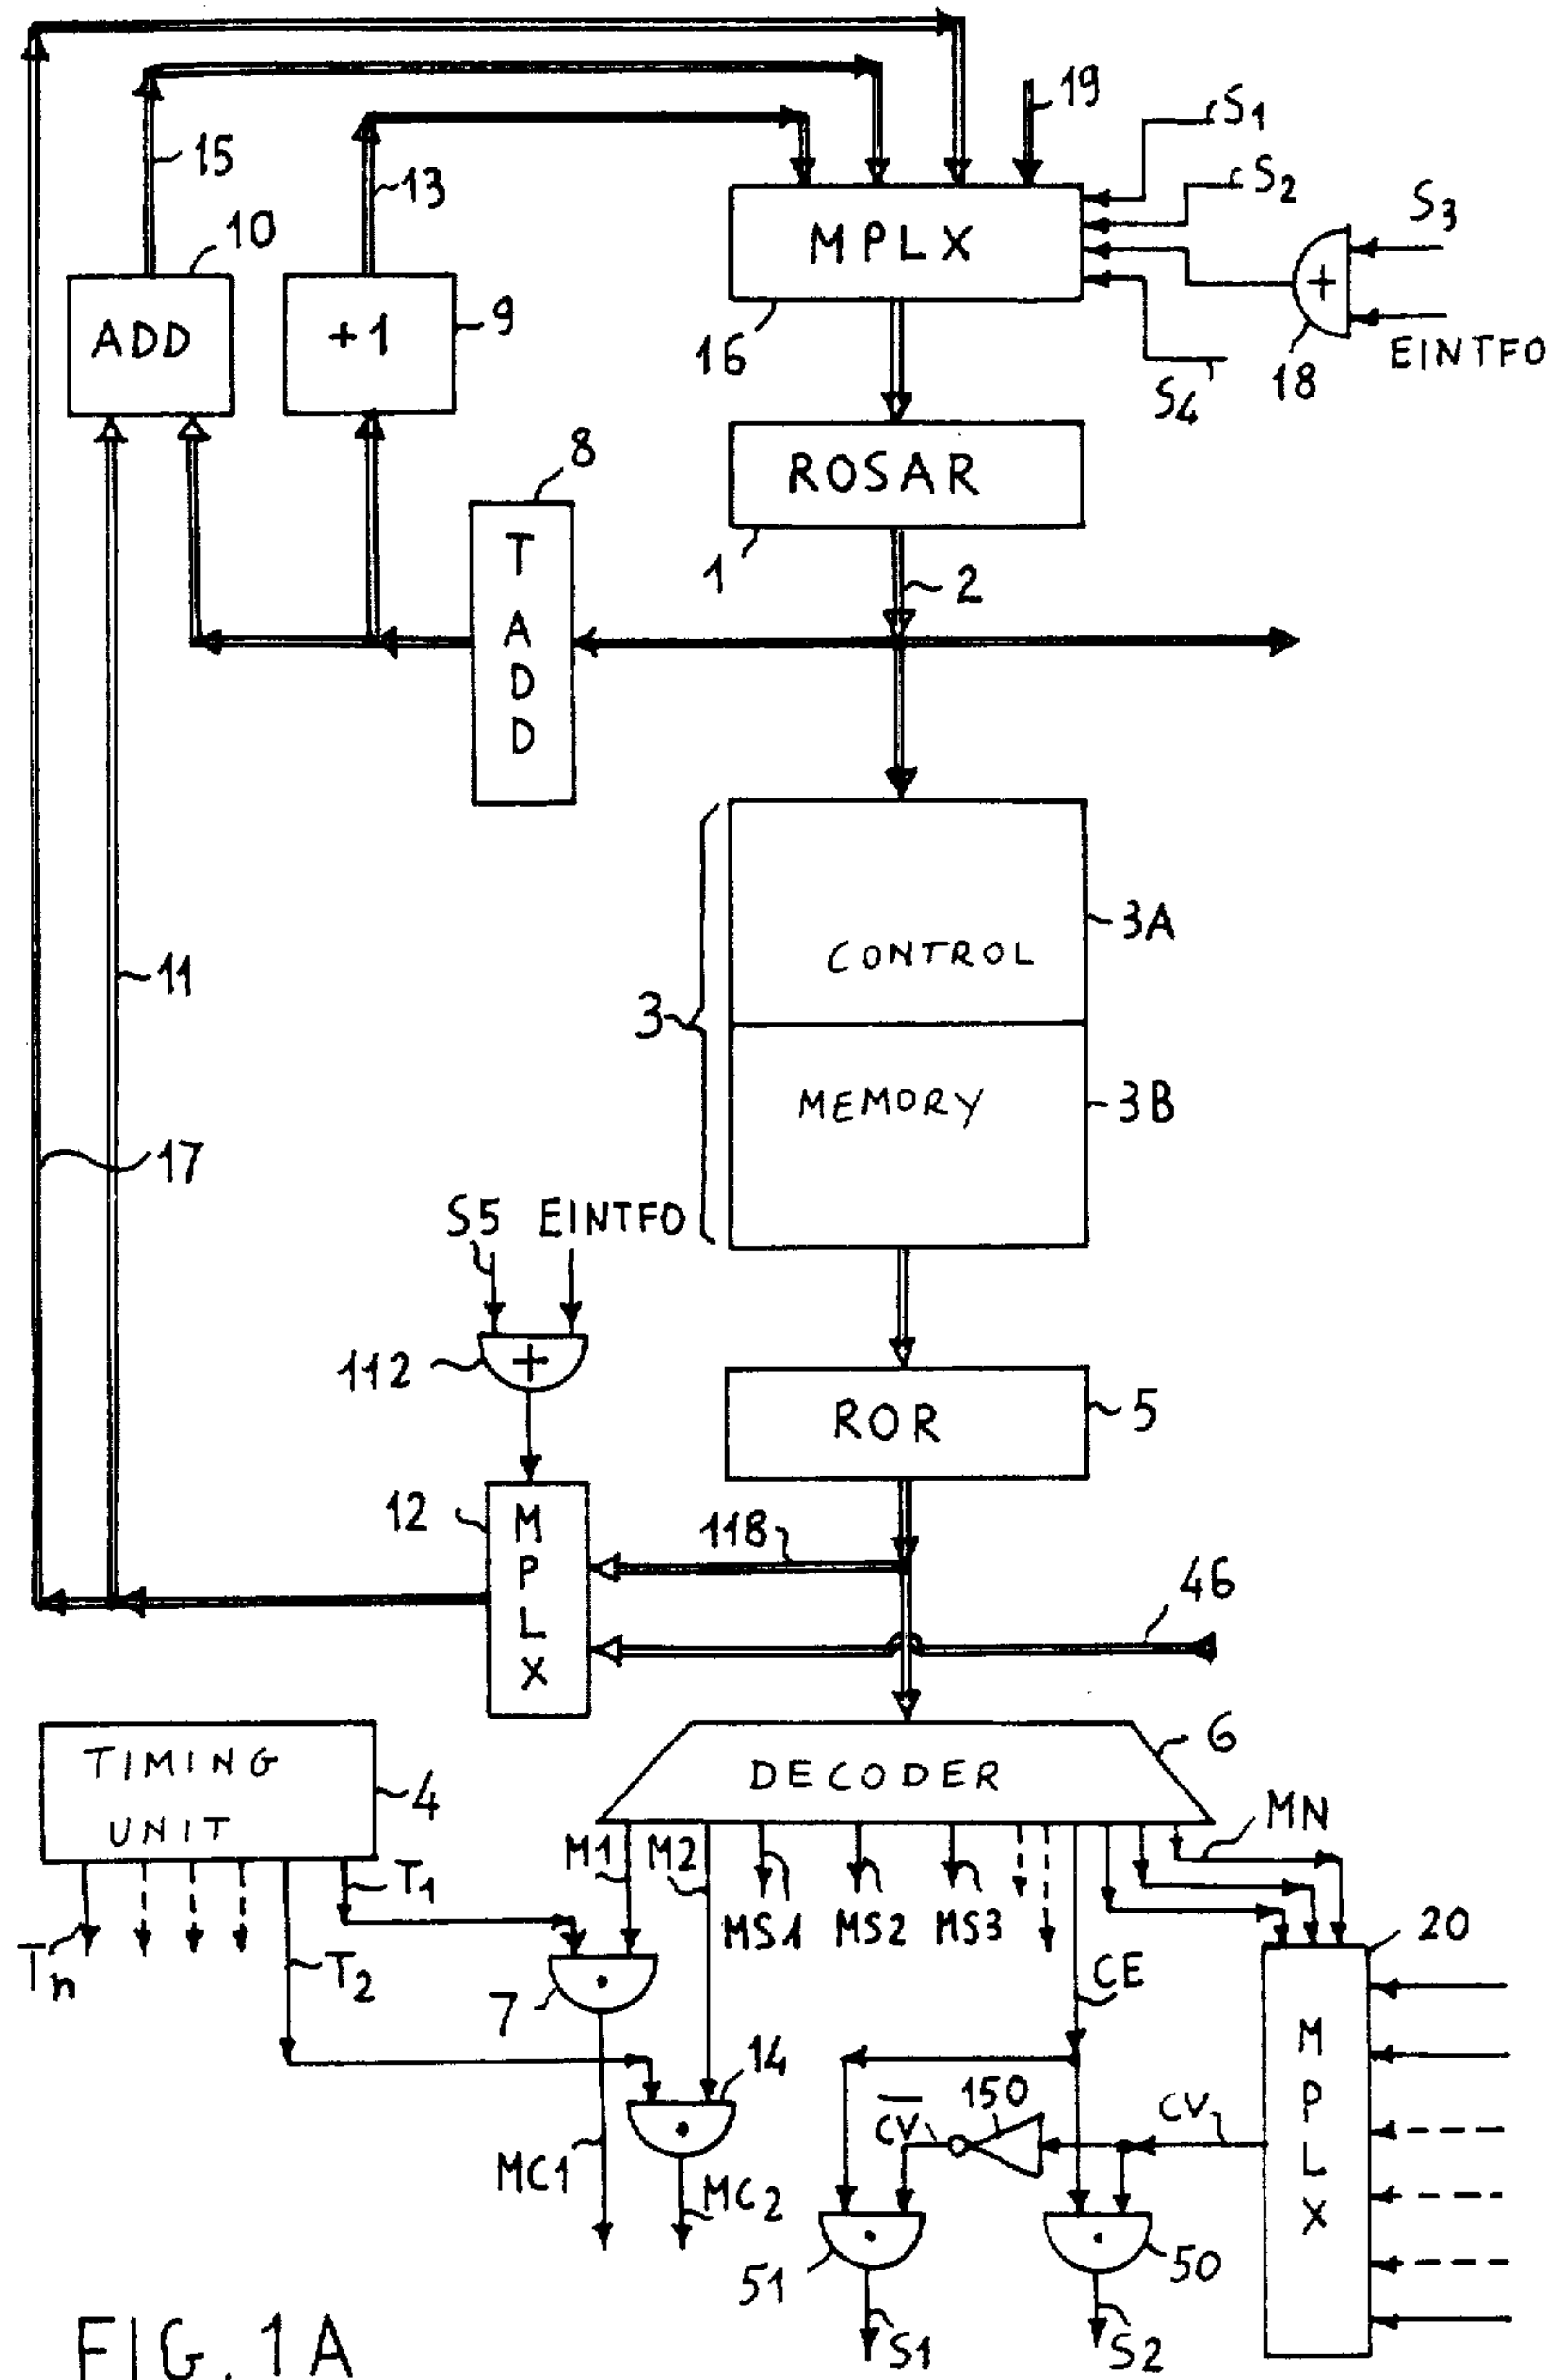 19
S1
15
13
S2
S3
10
MPLX
ADD
+1
9
+
16
18
EINTFO
S4
8
ROSAR
TADD
1
2
3A
CONTROL
11
3
MEMORY
3B
17
S5 EINTFO
112
+
ROR
5
12
MPLX
118
46
6
TIMING
UNIT
4
DECODER
MN
M1
M2
T1
MS1
MS2
MS3
20
Tn
T2
CE
7
MPLX
14
CV
150
CV
MC1
MC2
51
50
S1
S2
FIG. 1A